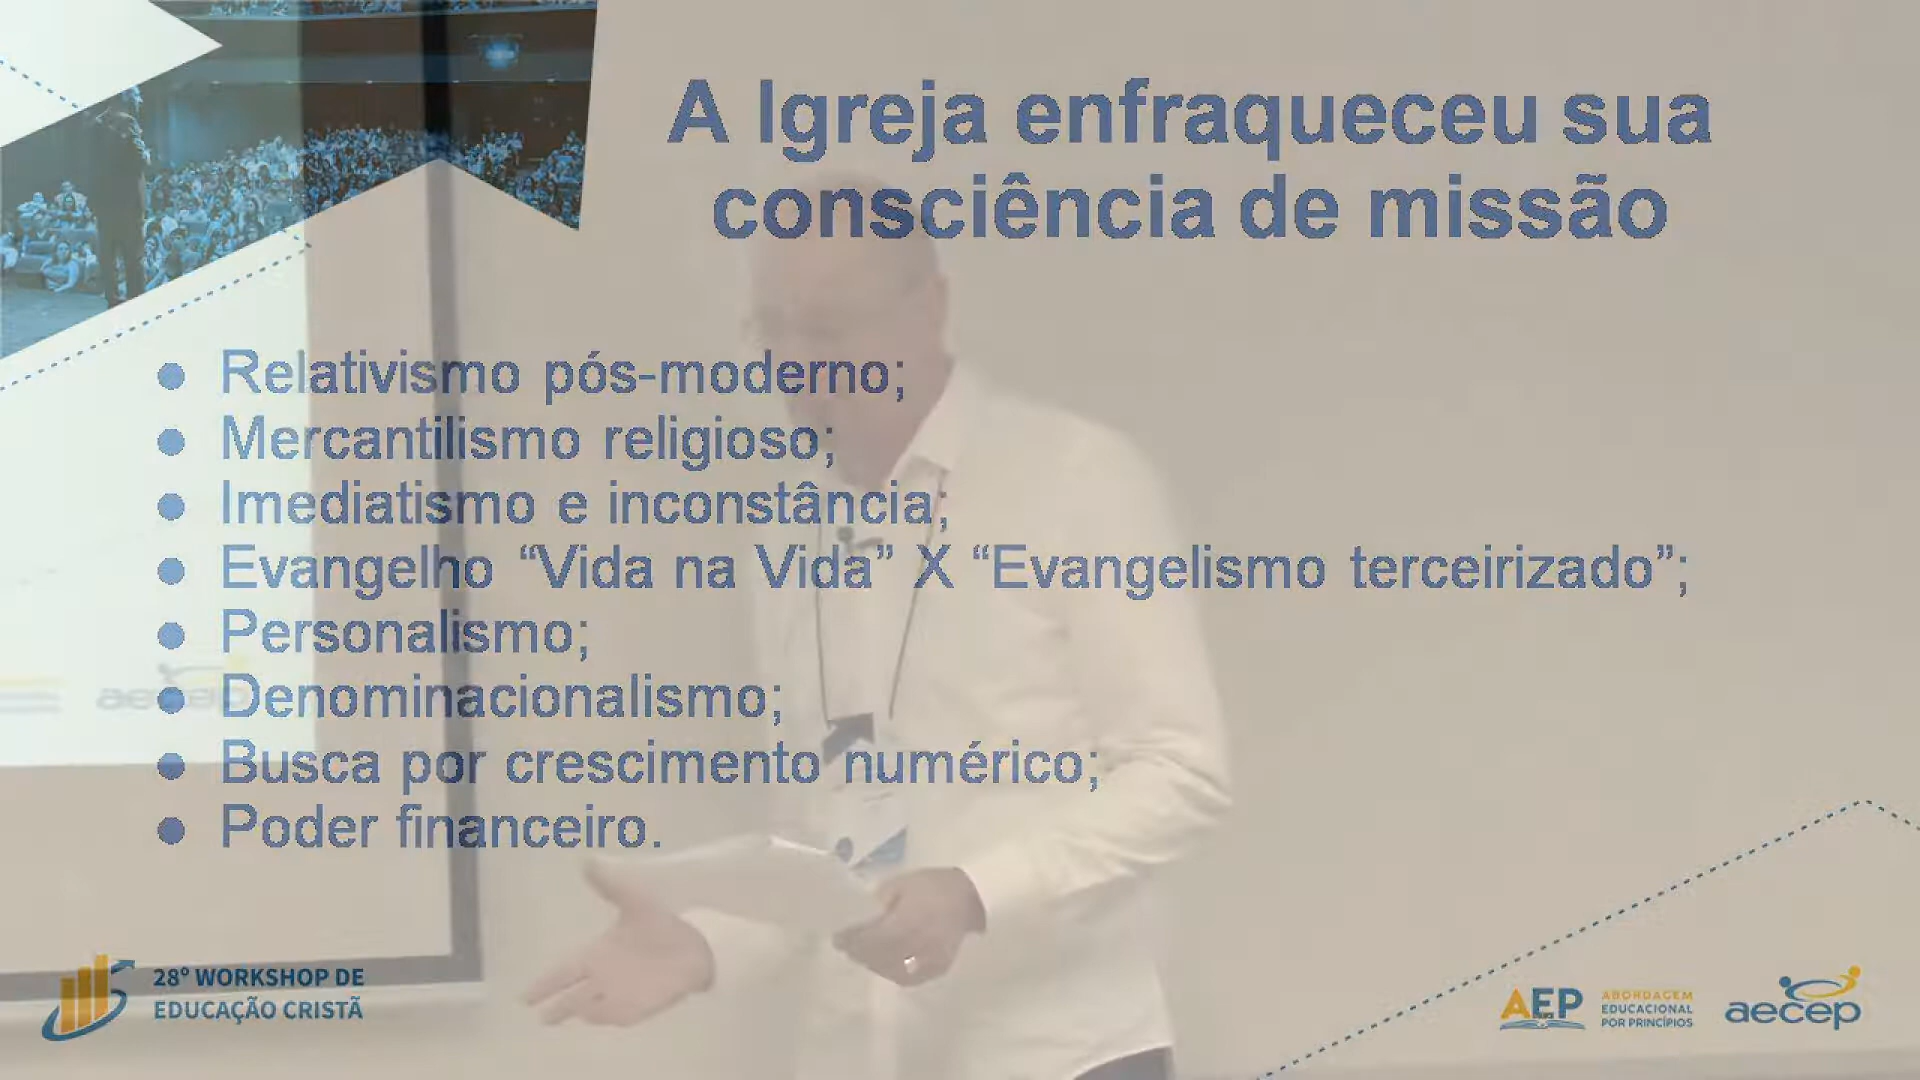 A Igreja enfraqueceu sua
consciência de missão
● Relativismo pós-moderno;
● Mercantilismo religioso;
● Imediatismo e inconstância;
● Evangelho “Vida na Vida” X “Evangelismo terceirizado”;
● Personalismo;
● Denominacionalismo;
● Busca por crescimento numérico;
● Poder financeiro.
28º WORKSHOP DE
EDUCAÇÃO CRISTÃ
AEP
ABORDAGEM
EDUCACIONAL
POR PRINCÍPIOS
aecep
aecep